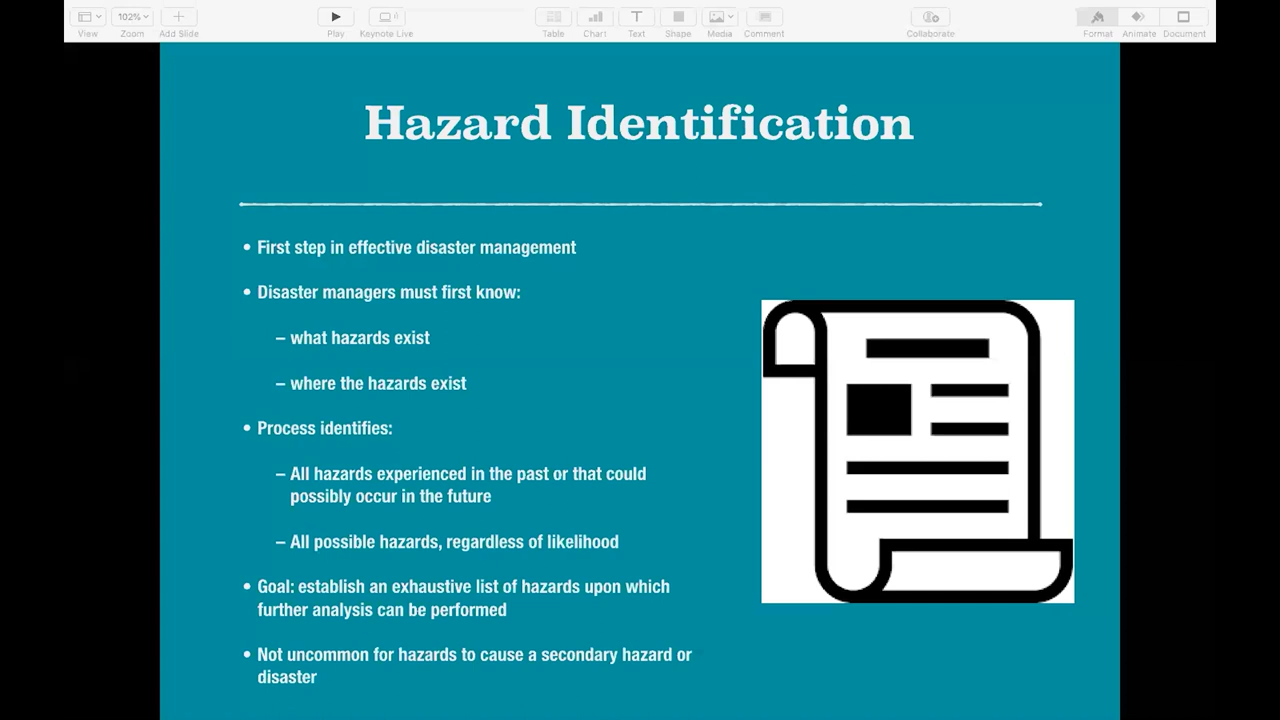 102%
View
Zoom
Add Slide
Play
Keynote Live
Table
Chart
Text
Shape
Media
Comment
Collaborate
Format
Animate
Document
Hazard Identification
• First step in effective disaster management
• Disaster managers must first know:
– what hazards exist
– where the hazards exist
• Process identifies:
– All hazards experienced in the past or that could
possibly occur in the future
– All possible hazards, regardless of likelihood
• Goal: establish an exhaustive list of hazards upon which
further analysis can be performed
• Not uncommon for hazards to cause a secondary hazard or
disaster